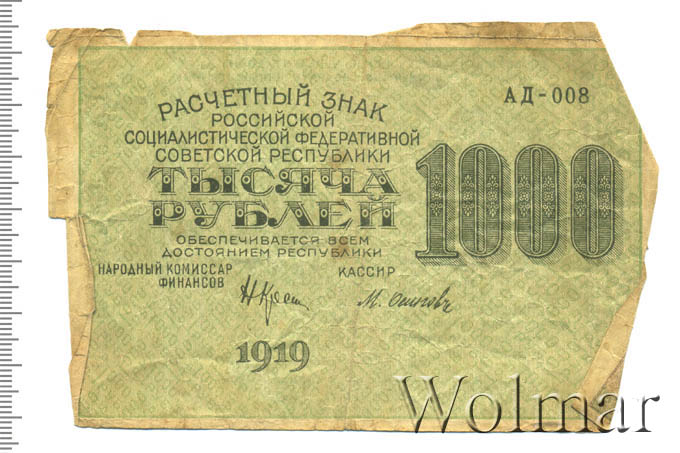 АД-008
РАСЧЕТНЫЙ ЗНАК
РОССИЙСКОЙ
СОЦИАЛИСТИЧЕСКОЙ ФЕДЕРАТИВНОЙ
СОВЕТСКОЙ РЕСПУБЛИКИ
ТЫСЯЧА
РУБЛЕЙ
1000
ОБЕСПЕЧИВАЕТСЯ ВСЕМ
ДОСТОЯНИЕМ РЕСПУБЛИКИ
НАРОДНЫЙ КОМИССАР
ФИНАНСОВ
КАССИР
1919
Wolmar